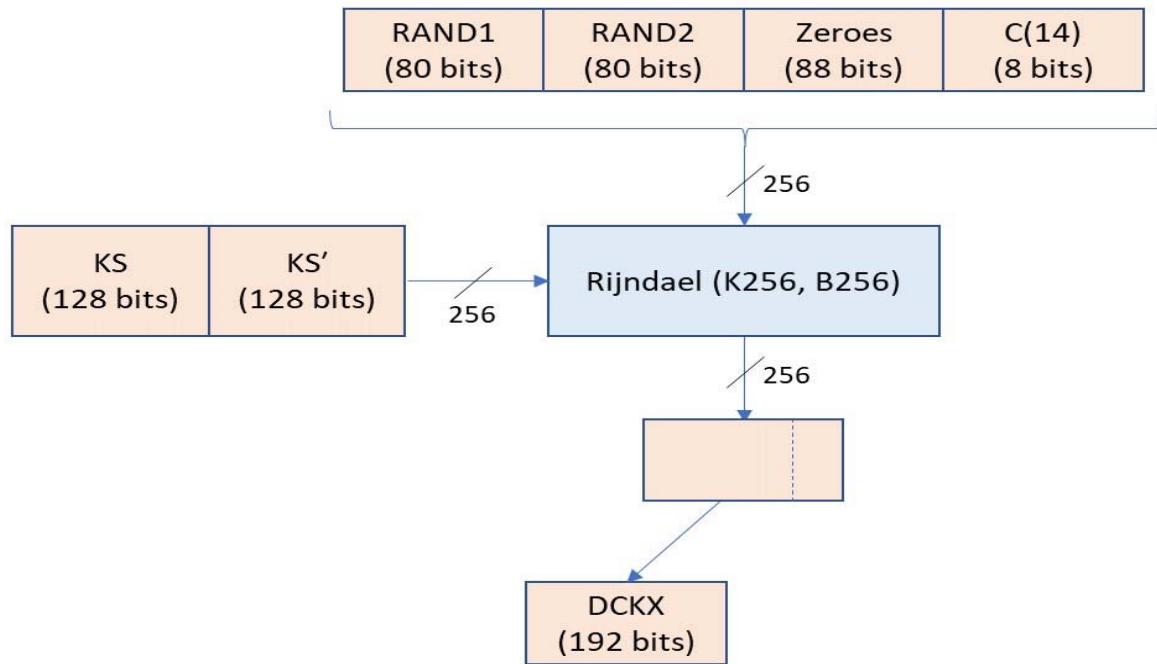 RAND1
(80 bits)
RAND2
(80 bits)
Zeroes
(88 bits)
C(14)
(8 bits)
256
KS
(128 bits)
KS’
(128 bits)
256
Rijndael (K256, B256)
256
DCKX
(192 bits)